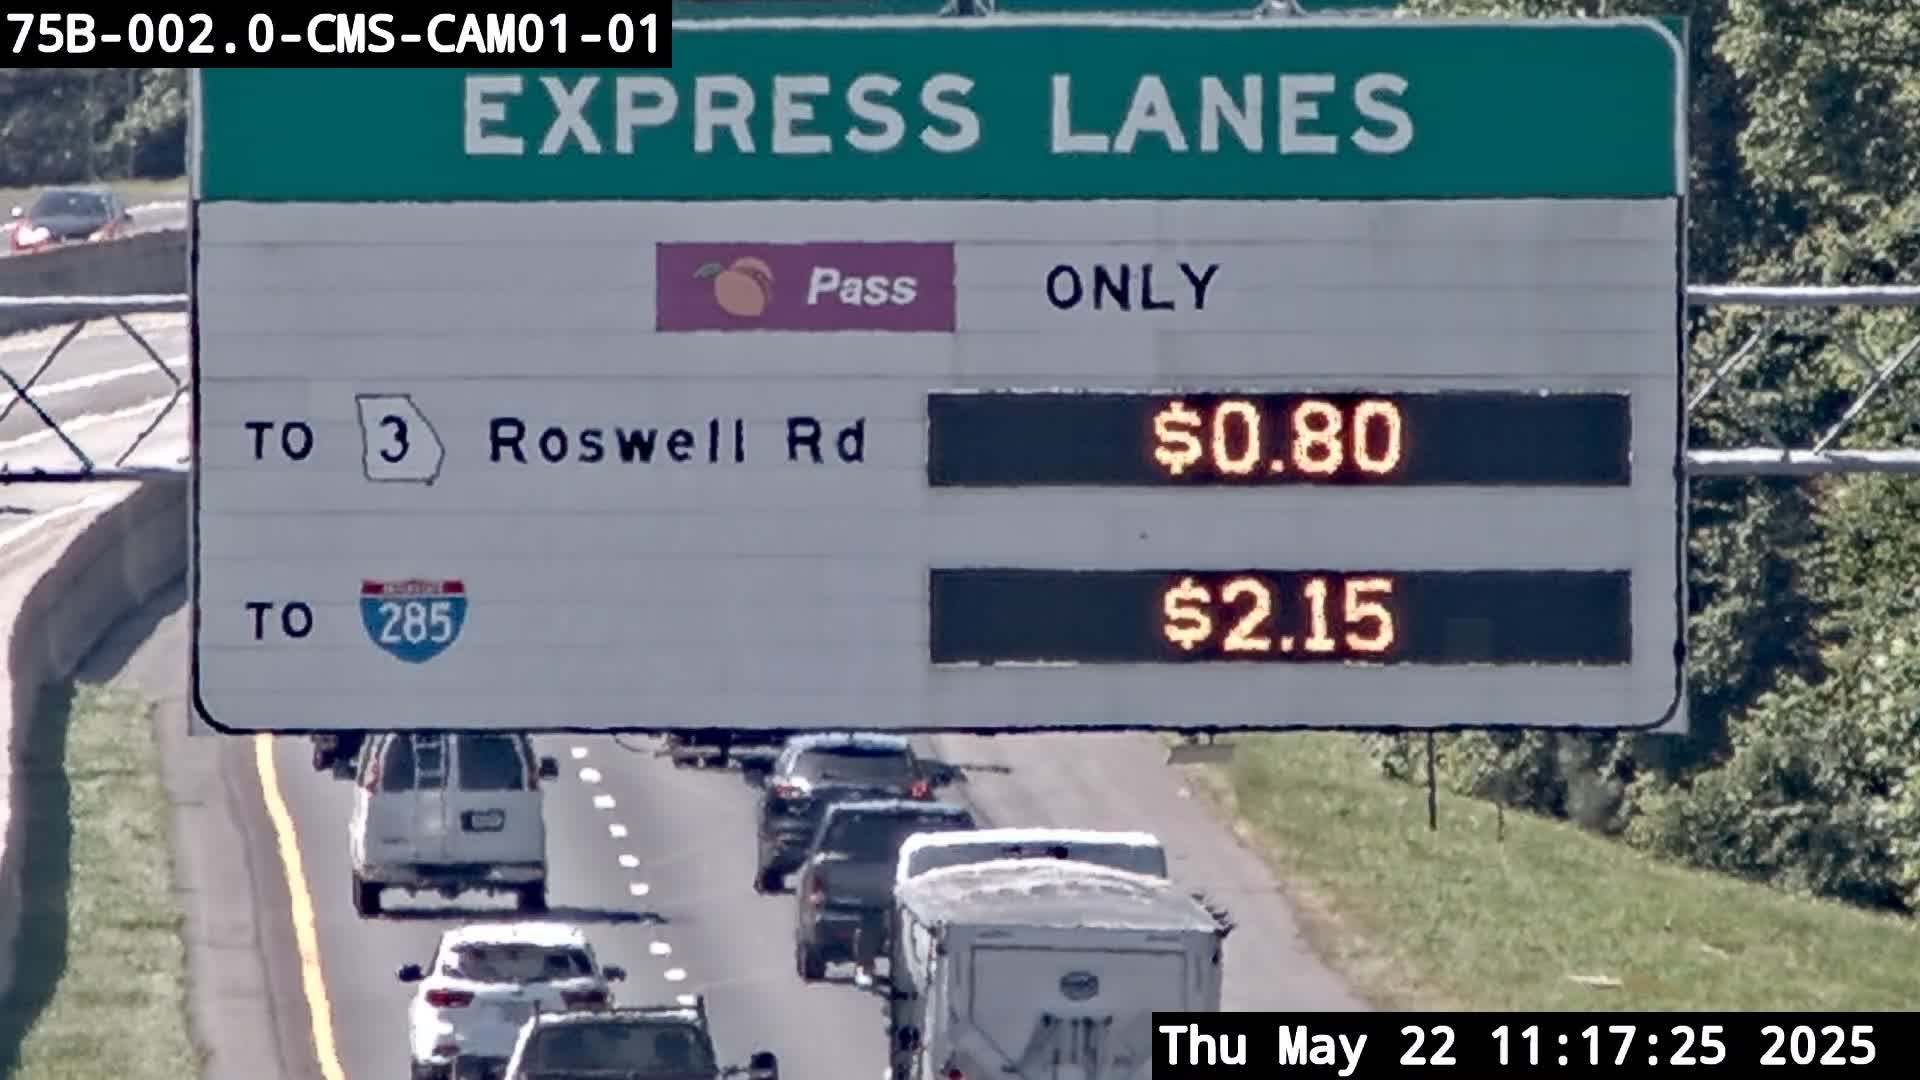 75B-002.0-CMS-CAM01-01
EXPRESS LANES
Pass ONLY
TO 3 Roswell Rd $0.80
TO INTERSTATE 285 $2.15
Thu May 22 11:17:25 2025